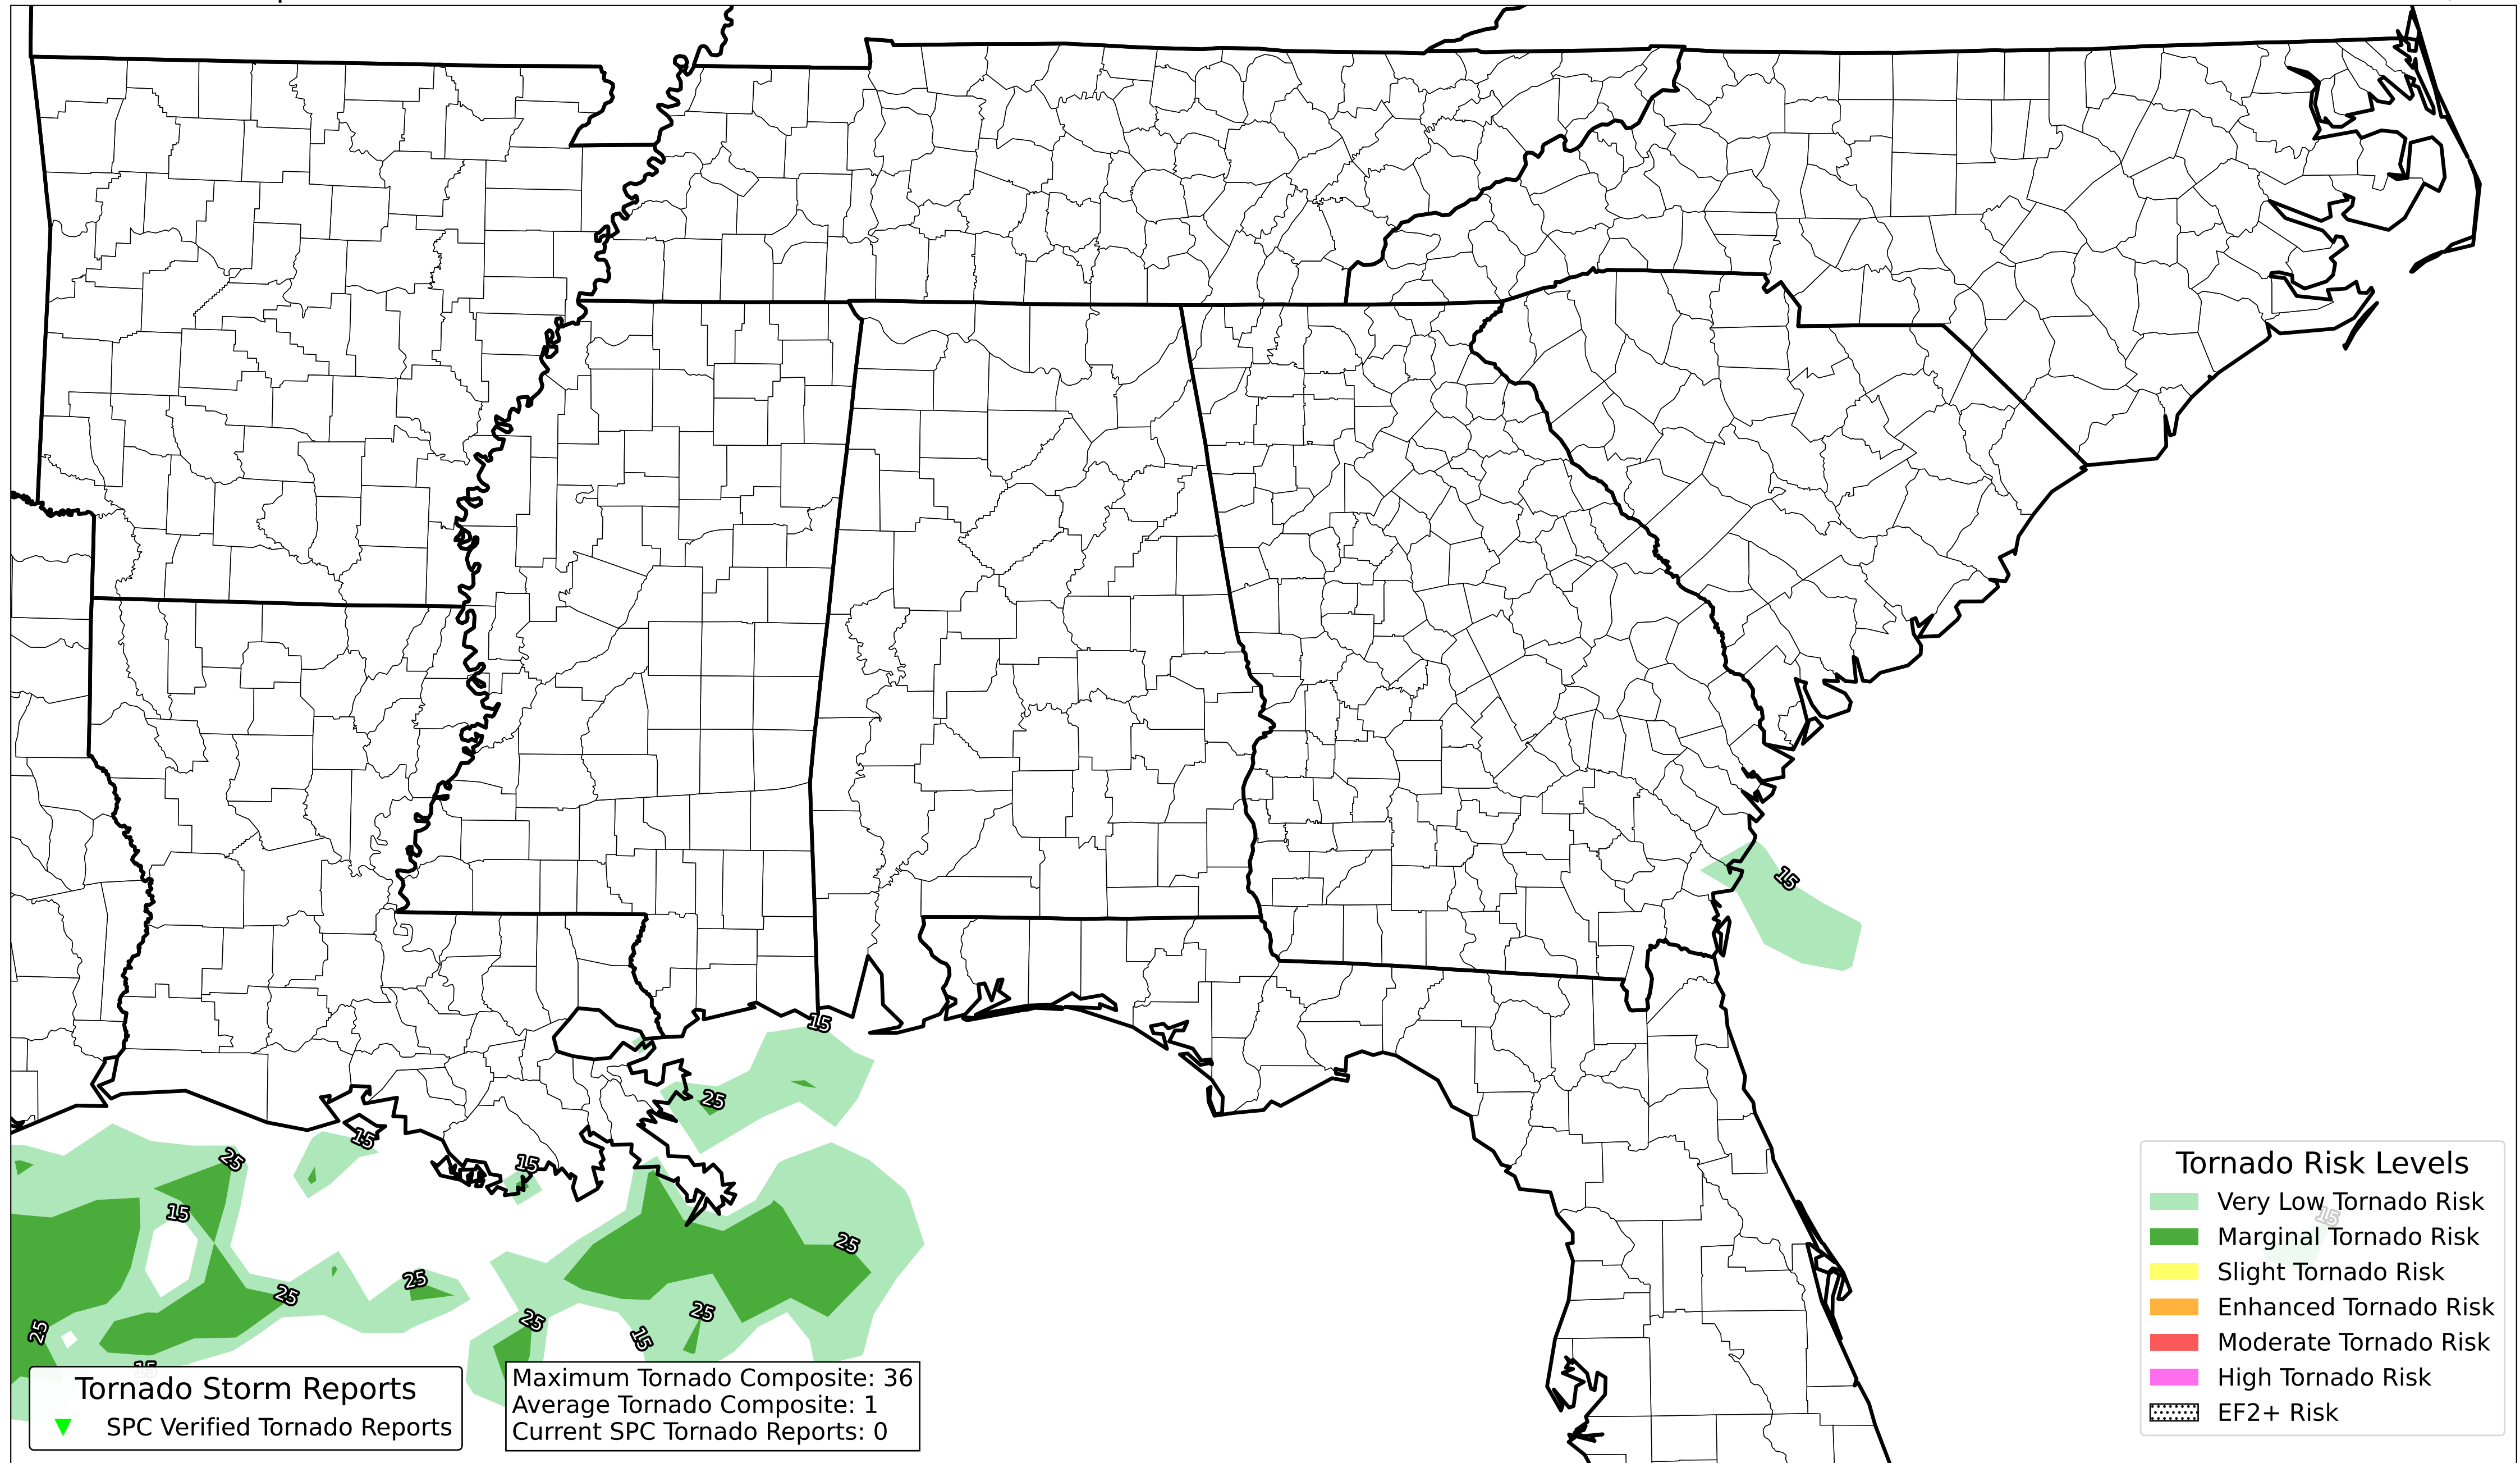 15
15
25
15
25
15
15
15
25
25
25
25
25
25
15
15
Tornado Storm Reports
SPC Verified Tornado Reports
Maximum Tornado Composite: 36
Average Tornado Composite: 1
Current SPC Tornado Reports: 0
Tornado Risk Levels
Very Low Tornado Risk
Marginal Tornado Risk
Slight Tornado Risk
Enhanced Tornado Risk
Moderate Tornado Risk
High Tornado Risk
EF2+ Risk